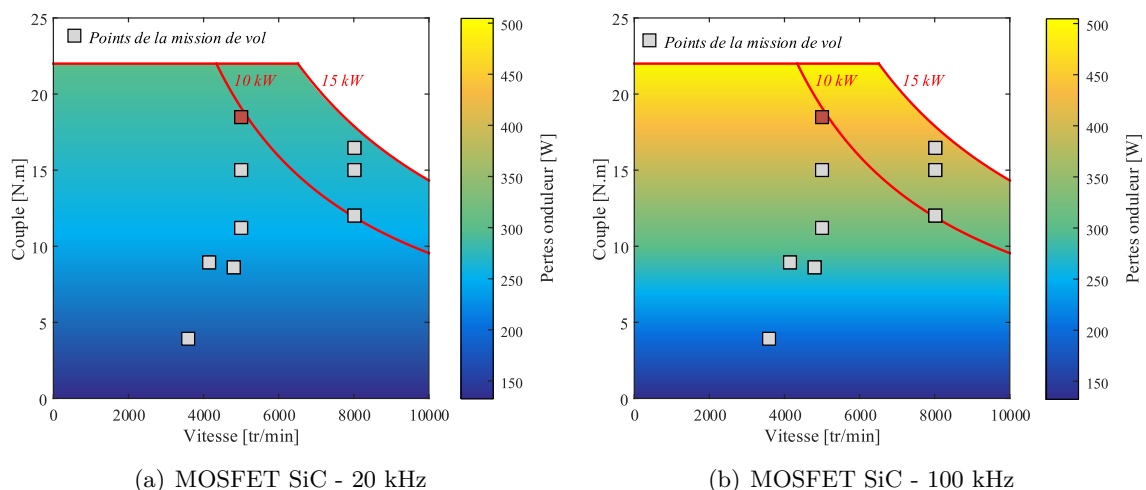 25
20
15
10
5
0
0
2000
4000
6000
8000
10000
Couple [N.m]
Vitesse [tr/min]
Points de la mission de vol
10 kW
15 kW
500
450
400
350
300
250
200
150
Pertes onduleur [W]
(a) MOSFET SiC - 20 kHz
25
20
15
10
5
0
0
2000
4000
6000
8000
10000
Couple [N.m]
Vitesse [tr/min]
Points de la mission de vol
10 kW
15 kW
500
450
400
350
300
250
200
150
Pertes onduleur [W]
(b) MOSFET SiC - 100 kHz